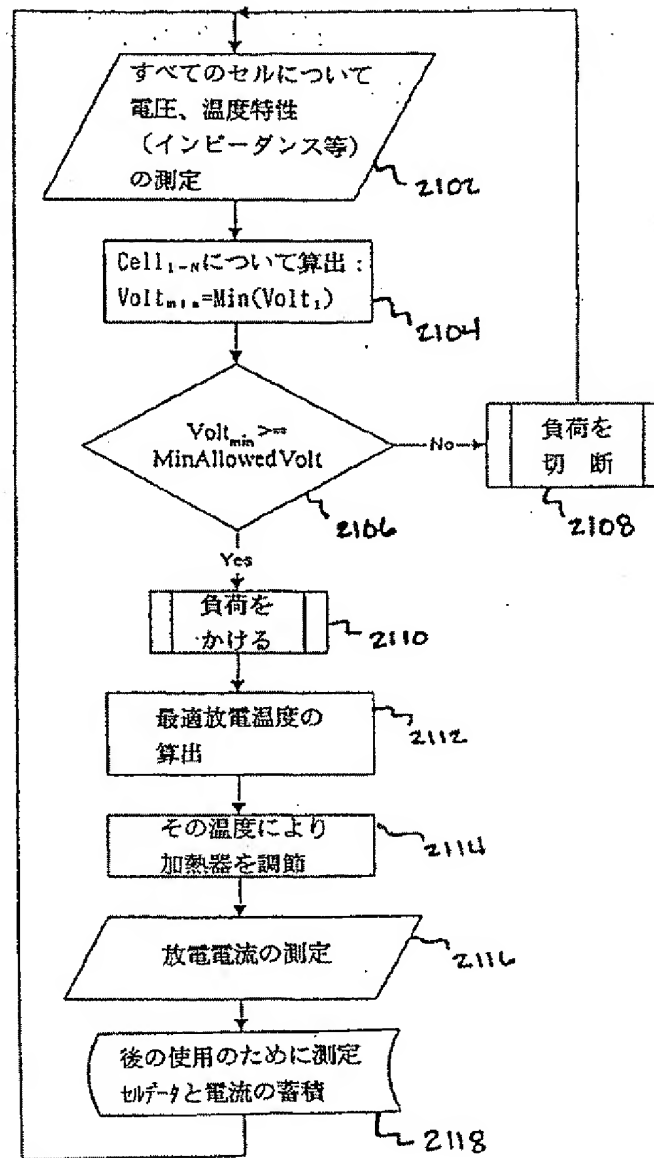 すべてのセルについて
電圧、温度特性
（インピーダンス等）
の測定
2102
Cell₁₋ₙについて算出：
Voltₘᵢₙ=Min(Volt₁)
2104
Voltₘᵢₙ>=
MinAllowedVolt
2106
No
負荷を
切 断
2108
Yes
負荷を
かける
2110
最適放電温度の
算出
2112
その温度により
加熱器を調節
2114
放電電流の測定
2116
後の使用のために測定
セルデータと電流の蓄積
2118